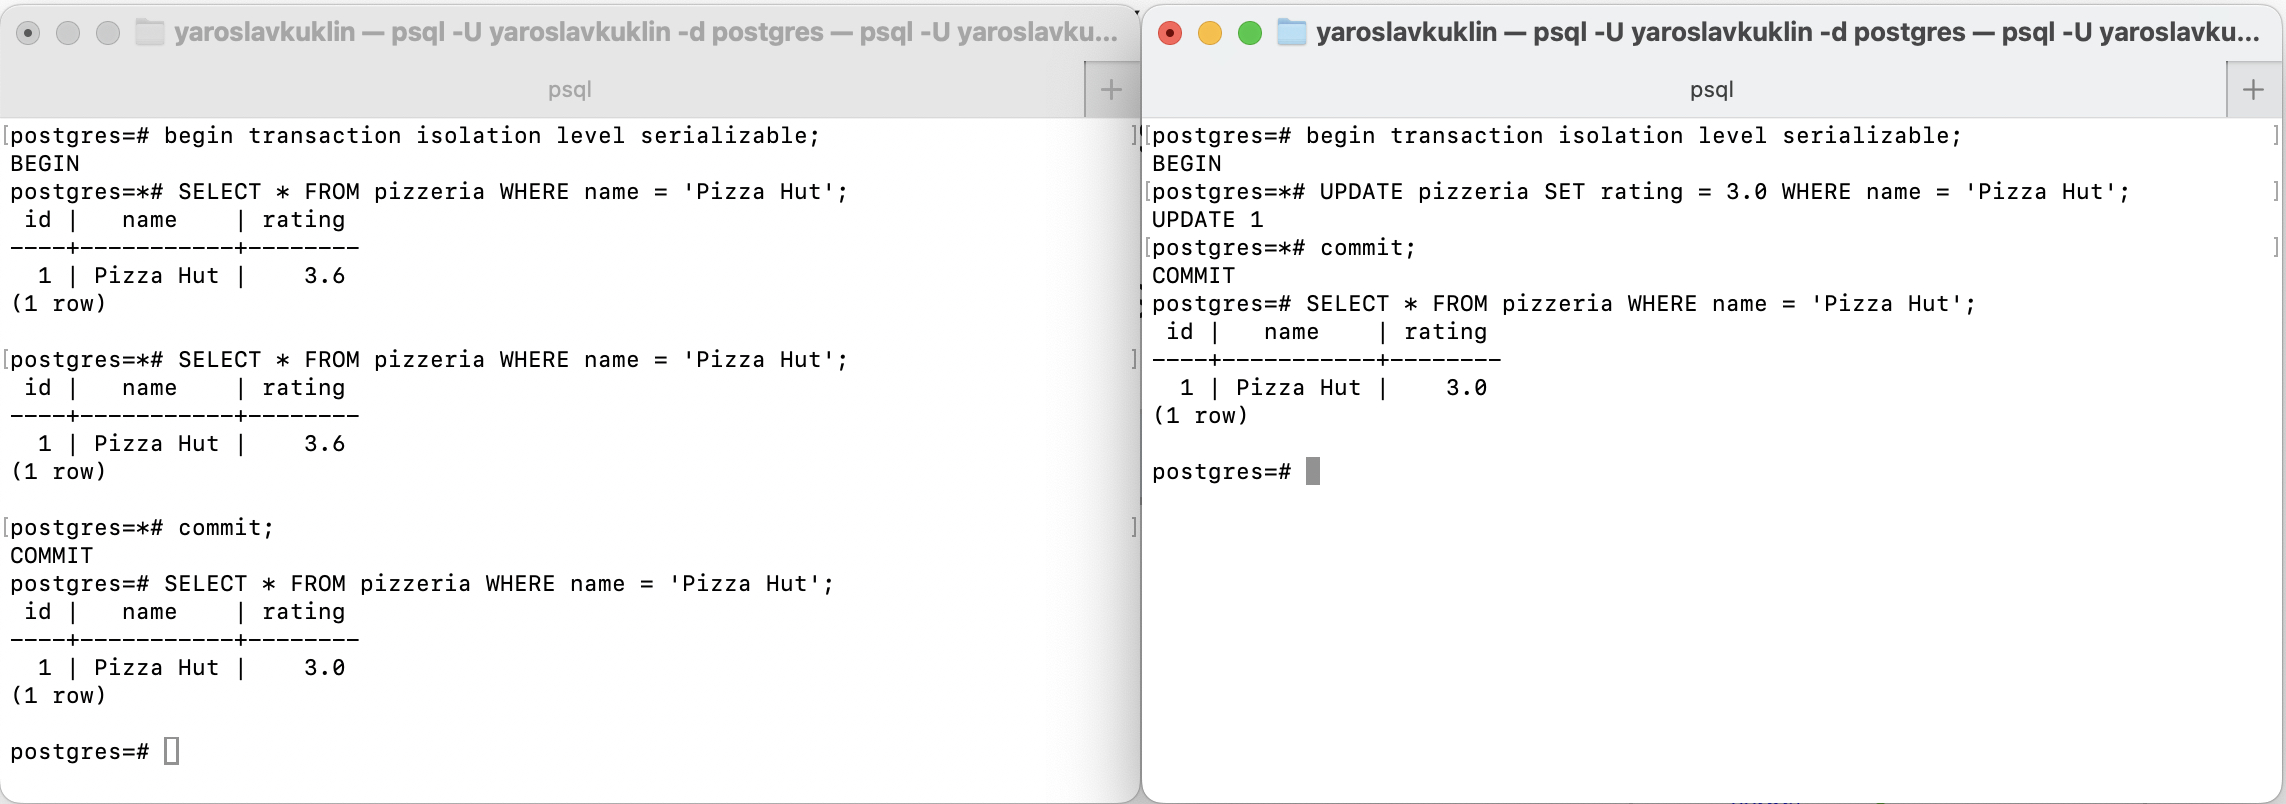 yaroslavkuklin — psql -U yaroslavkuklin -d postgres — psql -U yaroslavku...
psql
[postgres=# begin transaction isolation level serializable; ]
BEGIN
postgres=*# SELECT * FROM pizzeria WHERE name = 'Pizza Hut';
 id |   name    | rating
----+-----------+--------
  1 | Pizza Hut |    3.6
(1 row)
[postgres=*# SELECT * FROM pizzeria WHERE name = 'Pizza Hut'; ]
 id |   name    | rating
----+-----------+--------
  1 | Pizza Hut |    3.6
(1 row)
[postgres=*# commit; ]
COMMIT
postgres=# SELECT * FROM pizzeria WHERE name = 'Pizza Hut';
 id |   name    | rating
----+-----------+--------
  1 | Pizza Hut |    3.0
(1 row)
postgres=#
yaroslavkuklin — psql -U yaroslavkuklin -d postgres — psql -U yaroslavku...
psql
[postgres=# begin transaction isolation level serializable; ]
BEGIN
[postgres=*# UPDATE pizzeria SET rating = 3.0 WHERE name = 'Pizza Hut'; ]
UPDATE 1
[postgres=*# commit; ]
COMMIT
postgres=# SELECT * FROM pizzeria WHERE name = 'Pizza Hut';
 id |   name    | rating
----+-----------+--------
  1 | Pizza Hut |    3.0
(1 row)
postgres=#